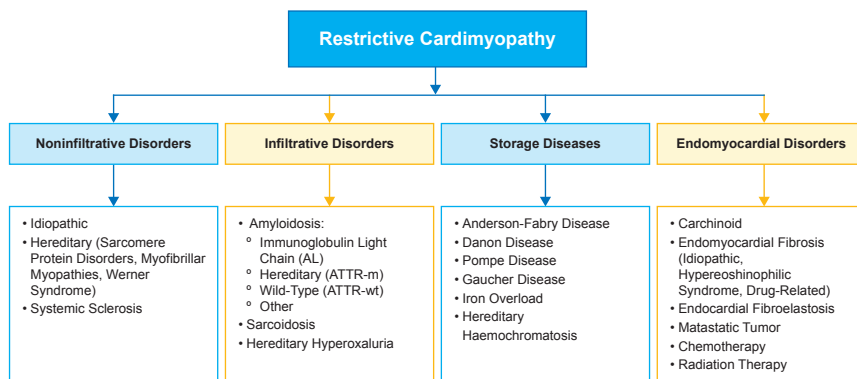 Restrictive Cardimyopathy
Noninfiltrative Disorders
Infiltrative Disorders
Storage Diseases
Endomyocardial Disorders
• Idiopathic
• Hereditary (Sarcomere
Protein Disorders, Myofibrillar
Myopathies, Werner
Syndrome)
• Systemic Sclerosis
• Amyloidosis:
º Immunoglobulin Light
Chain (AL)
º Hereditary (ATTR-m)
º Wild-Type (ATTR-wt)
º Other
• Sarcoidosis
• Hereditary Hyperoxaluria
• Anderson-Fabry Disease
• Danon Disease
• Pompe Disease
• Gaucher Disease
• Iron Overload
• Hereditary
Haemochromatosis
• Carchinoid
• Endomyocardial Fibrosis
(Idiopathic,
Hypereoshinophilic
Syndrome, Drug-Related)
• Endocardial Fibroelastosis
• Matastatic Tumor
• Chemotherapy
• Radiation Therapy